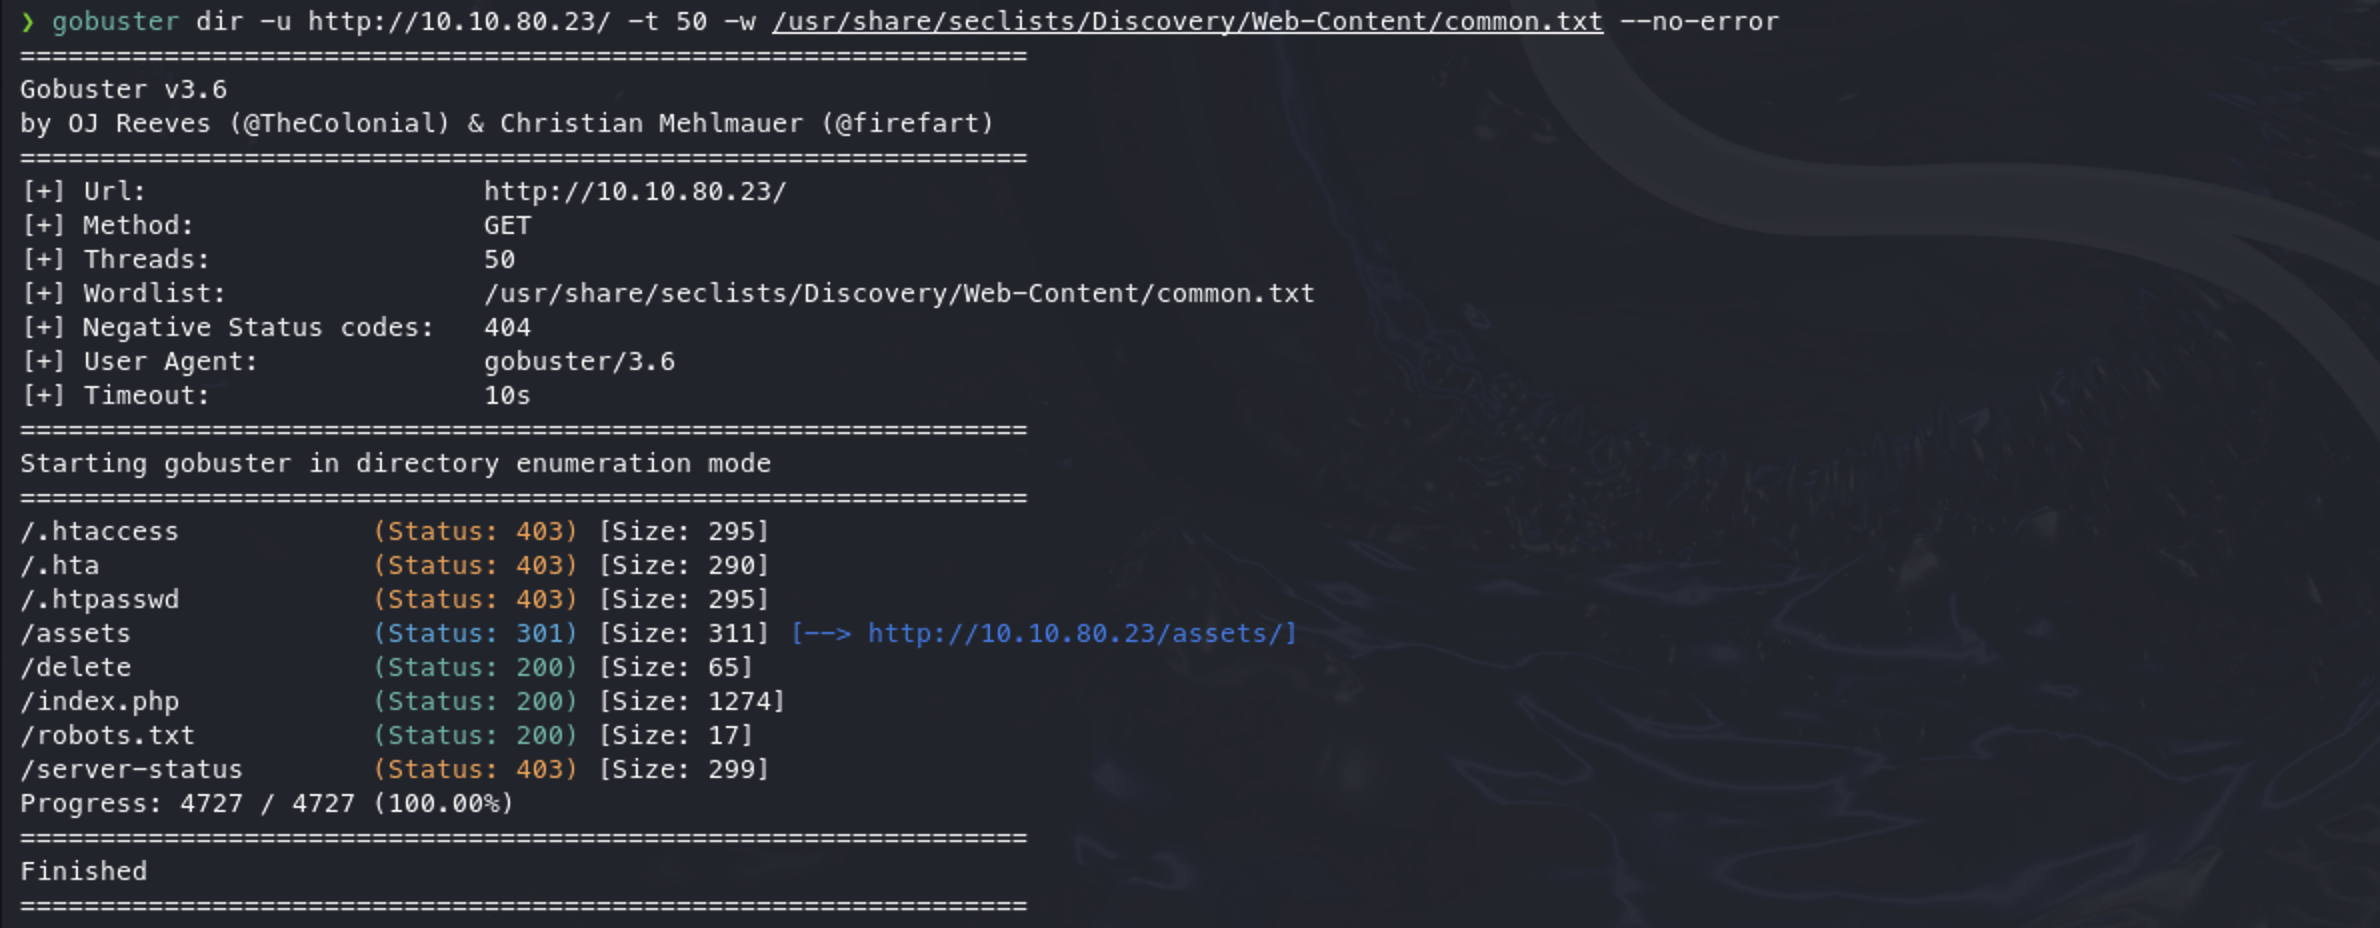 ❯ gobuster dir -u http://10.10.80.23/ -t 50 -w /usr/share/seclists/Discovery/Web-Content/common.txt --no-error
===============================================================
Gobuster v3.6
by OJ Reeves (@TheColonial) & Christian Mehlmauer (@firefart)
===============================================================
[+] Url:                     http://10.10.80.23/
[+] Method:                  GET
[+] Threads:                 50
[+] Wordlist:                /usr/share/seclists/Discovery/Web-Content/common.txt
[+] Negative Status codes:   404
[+] User Agent:              gobuster/3.6
[+] Timeout:                 10s
===============================================================
Starting gobuster in directory enumeration mode
===============================================================
/.htaccess            (Status: 403) [Size: 295]
/.hta                 (Status: 403) [Size: 290]
/.htpasswd            (Status: 403) [Size: 295]
/assets               (Status: 301) [Size: 311] [--> http://10.10.80.23/assets/]
/delete               (Status: 200) [Size: 65]
/index.php            (Status: 200) [Size: 1274]
/robots.txt           (Status: 200) [Size: 17]
/server-status        (Status: 403) [Size: 299]
Progress: 4727 / 4727 (100.00%)
===============================================================
Finished
===============================================================